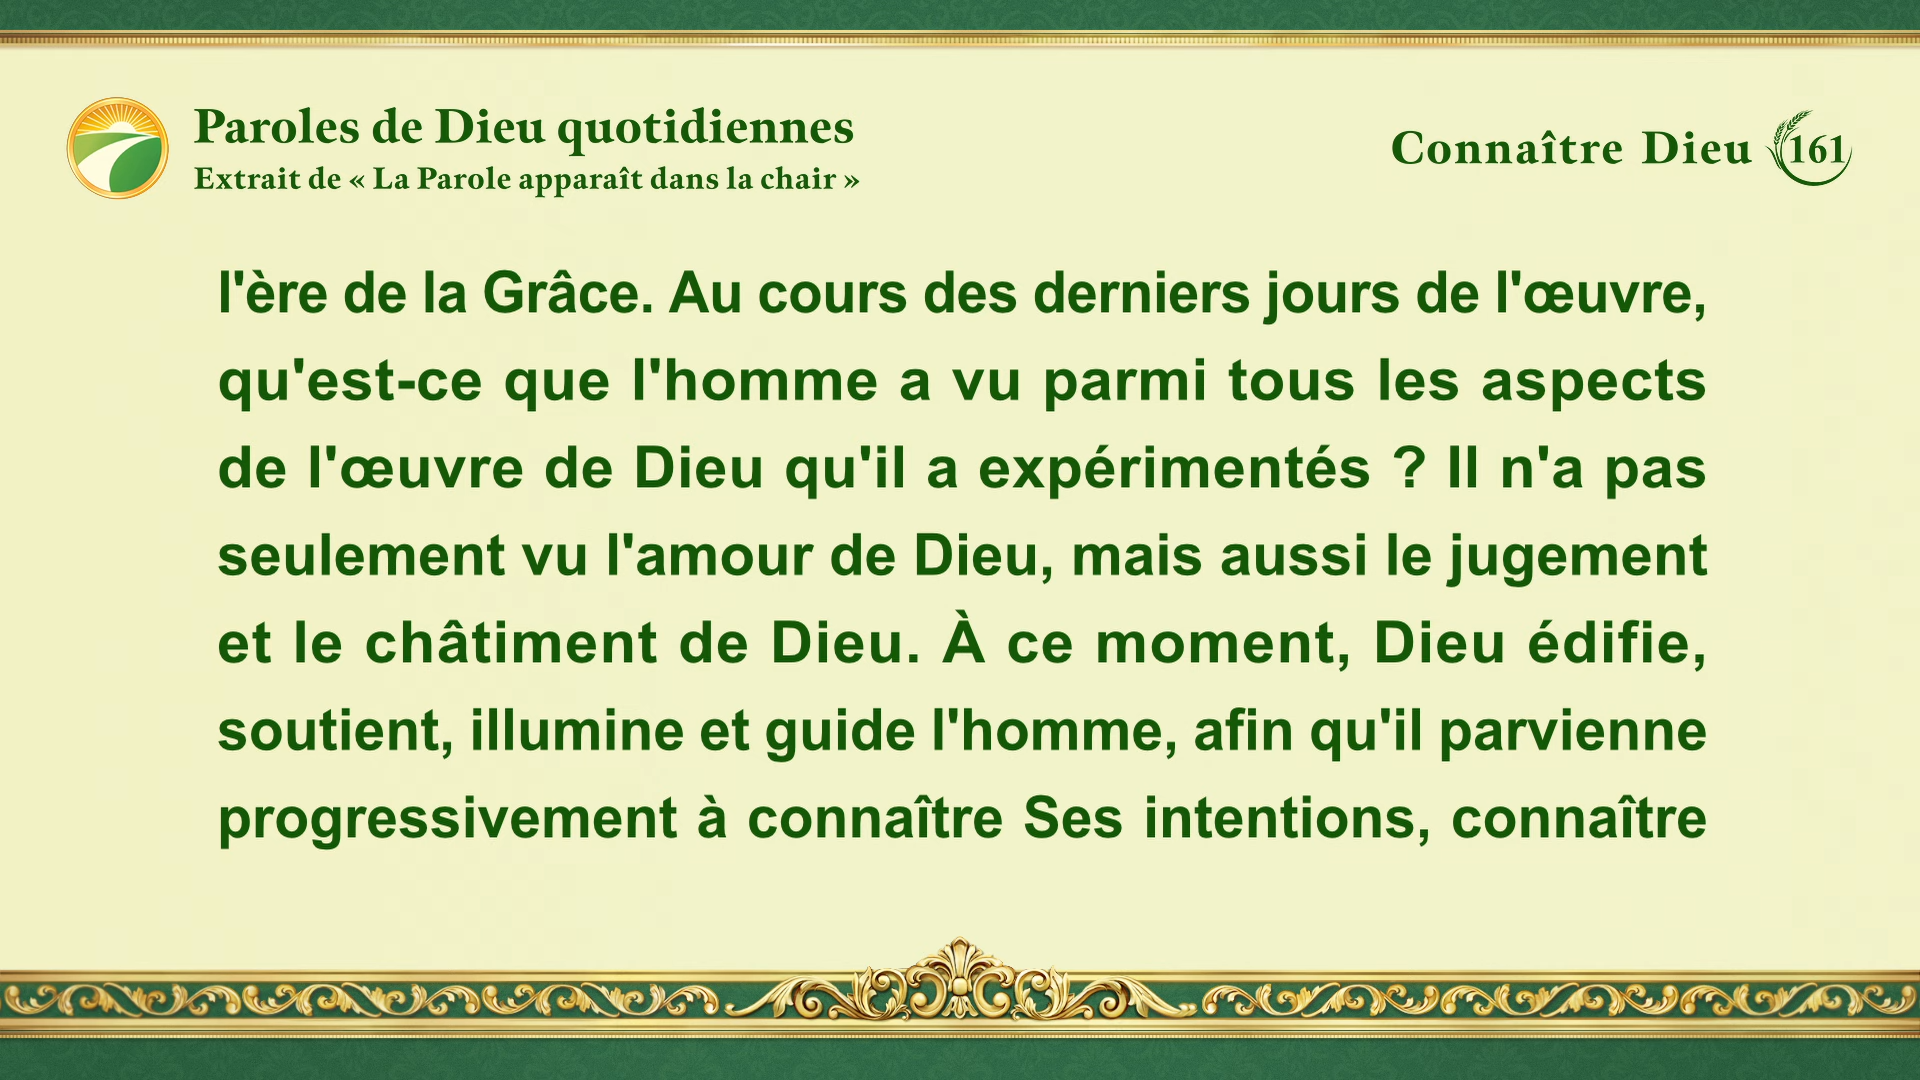 Paroles de Dieu quotidiennes
Extrait de « La Parole apparaît dans la chair »
Connaître Dieu 161
l'ère de la Grâce. Au cours des derniers jours de l'œuvre,
qu'est-ce que l'homme a vu parmi tous les aspects
de l'œuvre de Dieu qu'il a expérimentés ? Il n'a pas
seulement vu l'amour de Dieu, mais aussi le jugement
et le châtiment de Dieu. À ce moment, Dieu édifie,
soutient, illumine et guide l'homme, afin qu'il parvienne
progressivement à connaître Ses intentions, connaître